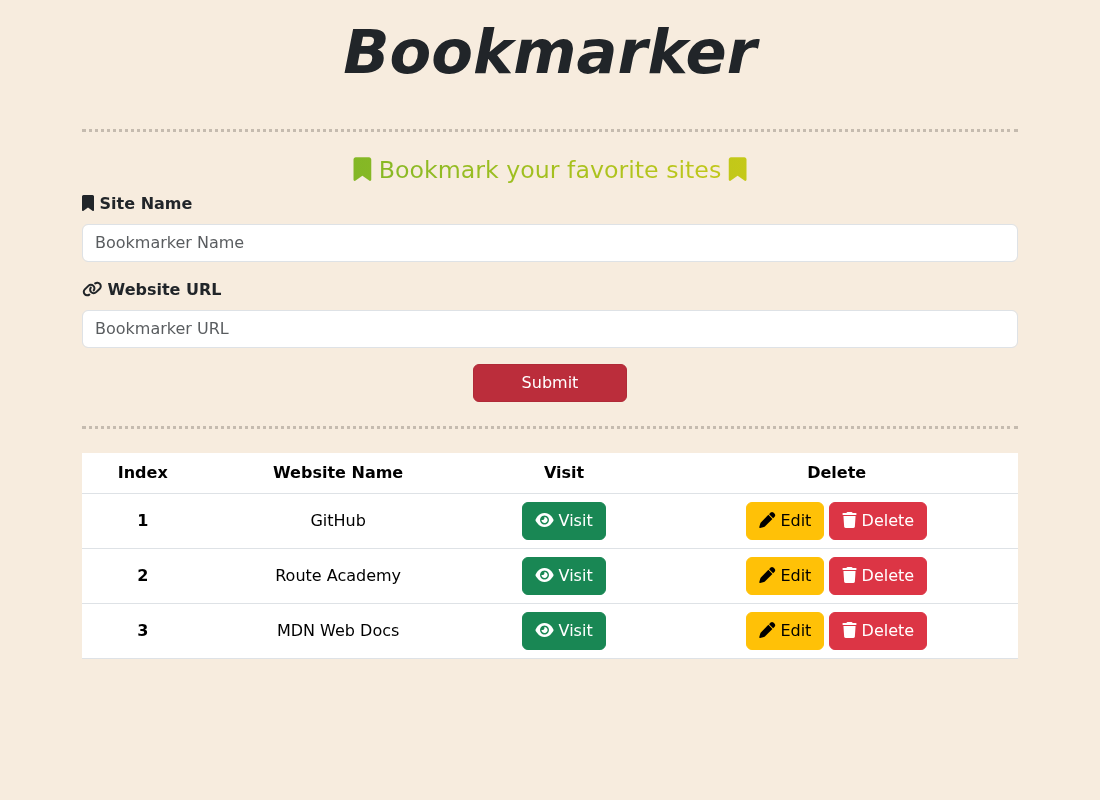 Bookmarker
Bookmark your favorite sites
Site Name
Bookmarker Name
Website URL
Bookmarker URL
Submit
Index Website Name Visit Delete
1 GitHub Visit Edit Delete
2 Route Academy Visit Edit Delete
3 MDN Web Docs Visit Edit Delete